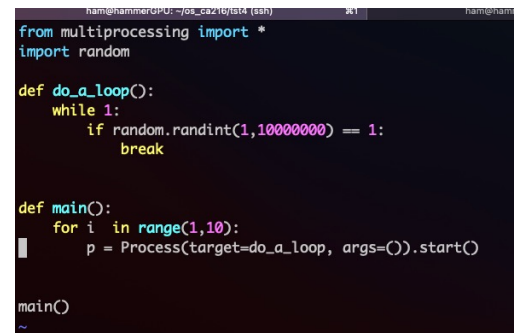 ham@hammerGPU: ~/os_ca216/tst4 (ssh) ⌘1 ham@hamm
from multiprocessing import *
import random
def do_a_loop():
    while 1:
        if random.randint(1,10000000) == 1:
            break
def main():
    for i  in range(1,10):
        p = Process(target=do_a_loop, args=()).start()
main()
~